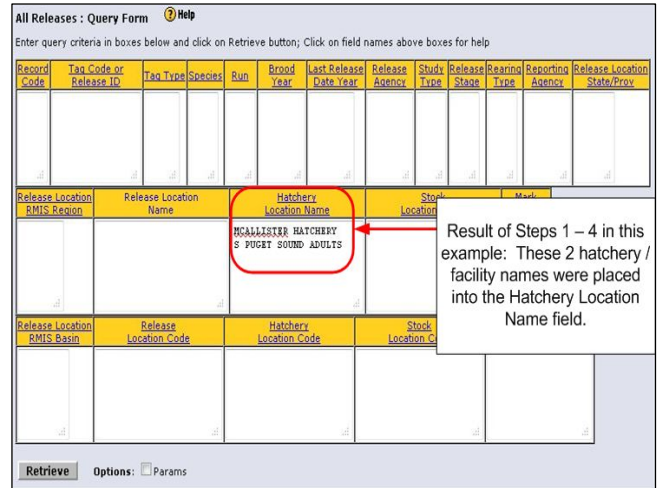 All Releases : Query Form ? Help
Enter query criteria in boxes below and click on Retrieve button; Click on field names above boxes for help
Record Code Tag Code or Release ID Tag Type Species Run Brood Year Last Release Date Year Release Agency Study Type Release Stage Rearing Type Reporting Agency Release Location State/Prov
Release Location RMIS Region Release Location Name Hatchery Location Name Stock Mark
MCALLISTER HATCHERY
S PUGET SOUND ADULTS
Result of Steps 1 – 4 in this
example: These 2 hatchery /
facility names were placed
into the Hatchery Location
Name field.
Release Location RMIS Basin Release Location Code Hatchery Location Code Stock
Retrieve Options: Params